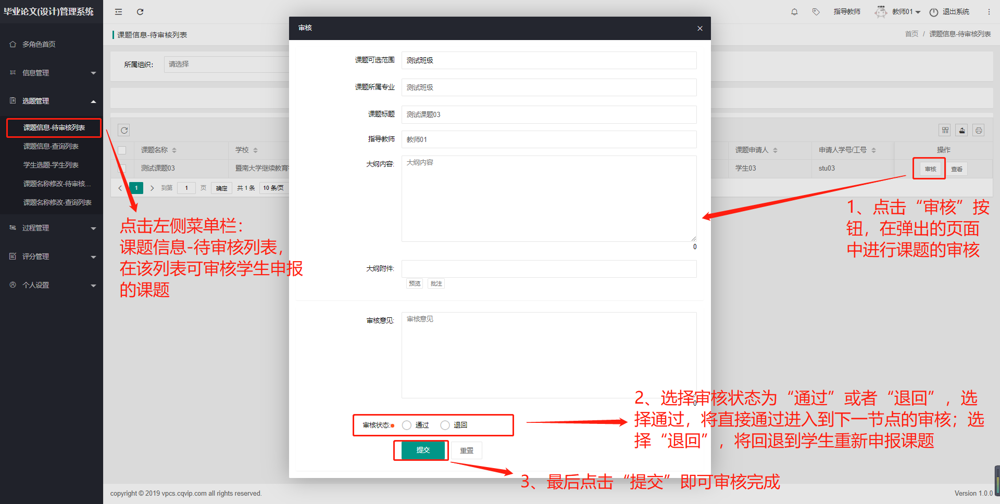 毕业论文(设计)管理系统
指导教师
教师01
退出系统
多角色首页
信息管理
选题管理
课题信息-待审核列表
课题信息-查询列表
学生选题-学生列表
课题名称修改-待审核...
课题名称修改-查询列表
过程管理
评分管理
个人设置
课题信息-待审核列表
首页 / 课题信息-待审核列表
所属组织:
请选择
课题名称
学校
课题申请人
申请人学号/工号
操作
测试课题03
暨南大学继续教育
学生03
stu03
审核
查看
1
到第
1
页
确定
共 1 条
10 条/页
审核
课题可选范围
测试班级
课题所属专业
测试班级
课题标题
测试课题03
指导教师
教师01
大纲内容:
大纲内容
0
大纲附件:
预览
批注
审核意见:
审核意见
0
审核状态:
通过
退回
提交
重置
点击左侧菜单栏：
课题信息-待审核列表，
在该列表可审核学生申报
的课题
1、点击“审核”按
钮，在弹出的页面
中进行课题的审核
2、选择审核状态为“通过”或者“退回”，选
择通过，将直接通过进入到下一节点的审核；选
择“退回”，将回退到学生重新申报课题
3、最后点击“提交”即可审核完成
copyright © 2019 vpcs.cqvip.com all rights reserved.
Version 1.0.0